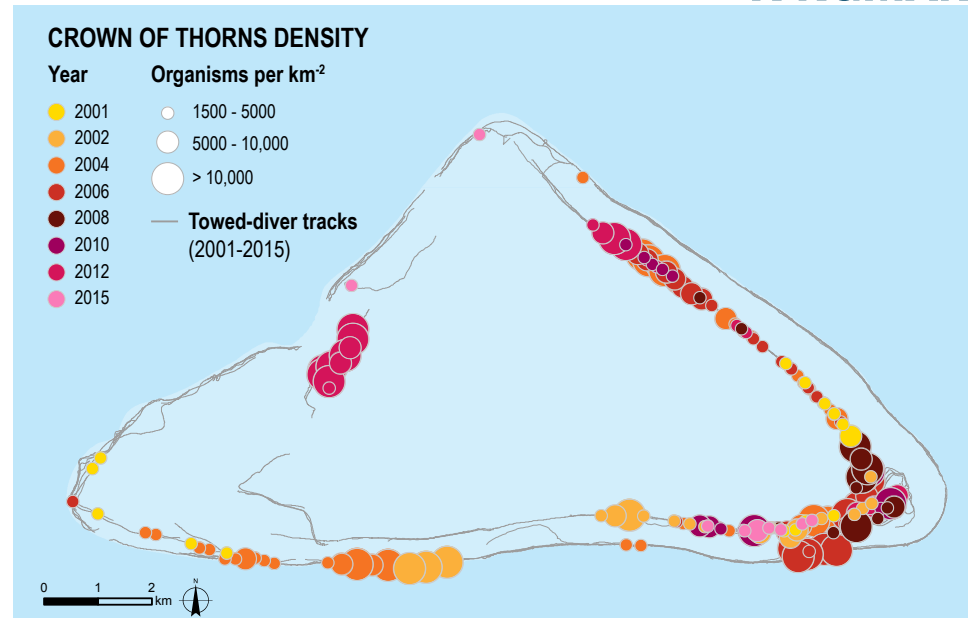 CROWN OF THORNS DENSITY
Year
Organisms per km-2
2001
2002
2004
2006
2008
2010
2012
2015
1500 - 5000
5000 - 10,000
> 10,000
Towed-diver tracks
(2001-2015)
0 1 2
km
N